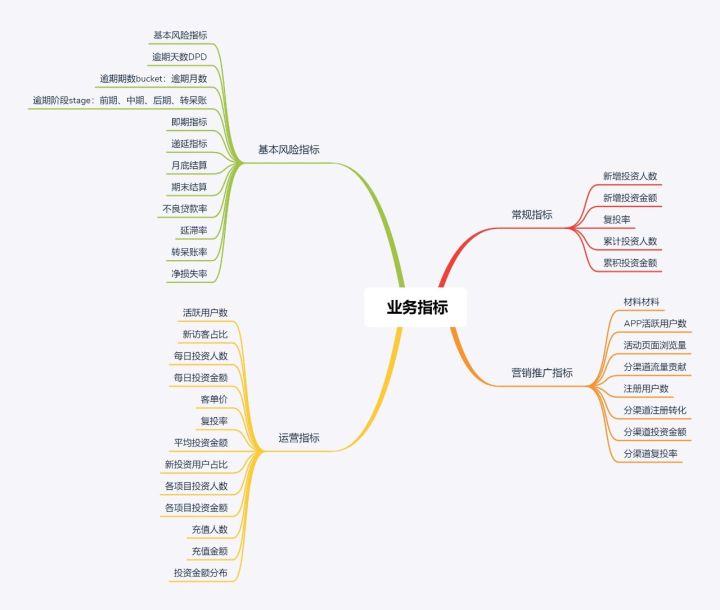 业务指标
常规指标
新增投资人数
新增投资金额
复投率
累计投资人数
累积投资金额
营销推广指标
材料材料
APP活跃用户数
活动页面浏览量
分渠道流量贡献
注册用户数
分渠道注册转化
分渠道投资金额
分渠道复投率
基本风险指标
基本风险指标
逾期天数DPD
逾期期数bucket：逾期月数
逾期阶段stage：前期、中期、后期、转呆账
即期指标
递延指标
月底结算
期末结算
不良贷款率
延滞率
转呆账率
净损失率
运营指标
活跃用户数
新访客占比
每日投资人数
每日投资金额
客单价
复投率
平均投资金额
新投资用户占比
各项目投资人数
各项目投资金额
充值人数
充值金额
投资金额分布